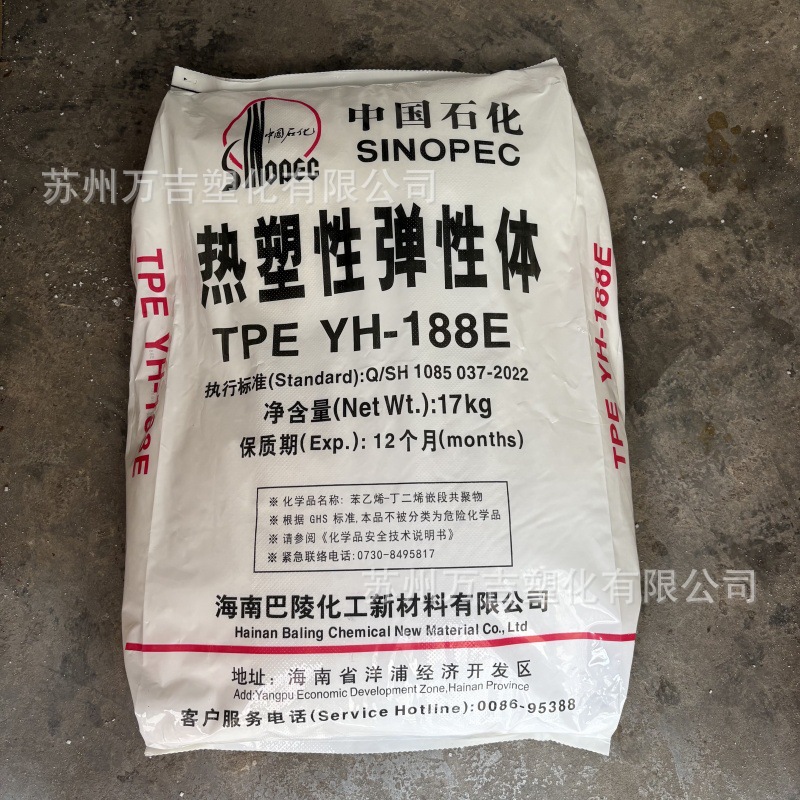 中国石化
SINOPEC
中国石化
SINOPEC
苏州万吉塑化有限公司
热塑性弹性体
TPE YH-188E
TPE YH-188E
TPE YH-188E
执行标准(Standard):Q/SH 1085 037-2022
净含量(Net Wt.):17kg
保质期(Exp.): 12个月(months)
※ 化学品名称: 苯乙烯-丁二烯嵌段共聚物
※ 根据 GHS 标准,本品不被分类为危险化学品
※ 请参阅《化学品安全技术说明书》
※ 紧急联络电话:0730-8495817
苏州万吉塑化有限公司
海南巴陵化工新材料有限公司
Hainan Baling Chemical New Material Co., Ltd
地址: 海南省洋浦经济开发区
Add:Yangpu Economic Development Zone,Hainan Province
客户服务电话(Service Hotline):0086-95388